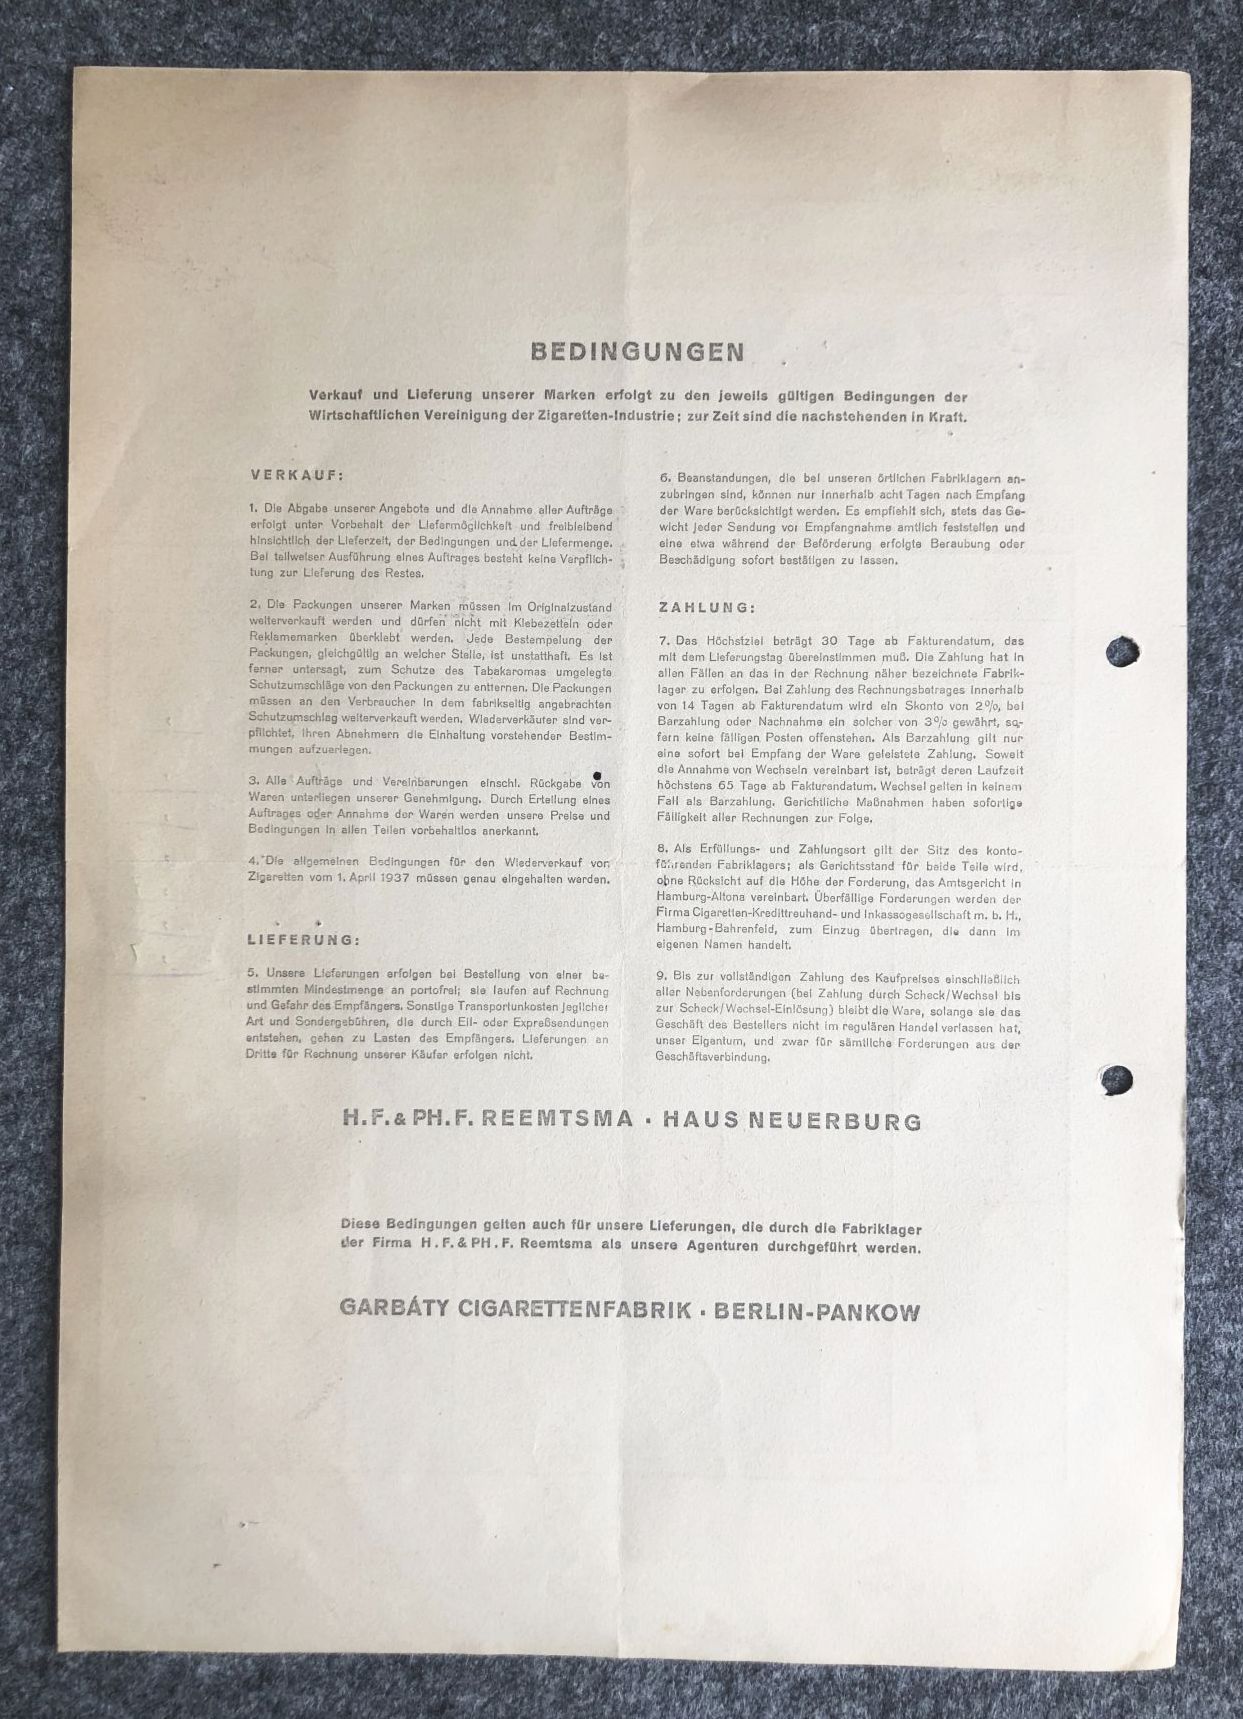 BEDINGUNGEN
Verkauf und Lieferung unserer Marken erfolgt zu den jeweils gültigen Bedingungen der
Wirtschaftlichen Vereinigung der Zigaretten-Industrie; zur Zeit sind die nachstehenden in Kraft.
VERKAUF:
1. Die Abgabe unserer Angebote und die Annahme aller Aufträge
erfolgt unter Vorbehalt der Liefermöglichkeit und freibleibend
hinsichtlich der Lieferzeit, der Bedingungen und der Liefermenge.
Bei teilweiser Ausführung eines Auftrages besteht keine Verpflich-
tung zur Lieferung des Restes.
2. Die Packungen unserer Marken müssen im Originalzustand
weiterverkauft werden und dürfen nicht mit Klebezetteln oder
Reklamemarken überklebt werden. Jede Bestempelung der
Packungen, gleichgültig an welcher Stelle, ist unstatthaft. Es ist
ferner untersagt, zum Schutze des Tabakaromas umgelegte
Schutzumschläge von den Packungen zu entfernen. Die Packungen
müssen an den Verbraucher in dem fabrikseitig angebrachten
Schutzumschlag weiterverkauft werden. Wiederverkäufer sind ver-
pflichtet, ihren Abnehmern die Einhaltung vorstehender Bestim-
mungen aufzuerlegen.
3. Alle Aufträge und Vereinbarungen einschl. Rückgabe von
Waren unterliegen unserer Genehmigung. Durch Erteilung eines
Auftrages oder Annahme der Waren werden unsere Preise und
Bedingungen in allen Teilen vorbehaltlos anerkannt.
4. Die allgemeinen Bedingungen für den Wiederverkauf von
Zigaretten vom 1. April 1937 müssen genau eingehalten werden.
LIEFERUNG:
5. Unsere Lieferungen erfolgen bei Bestellung von einer be-
stimmten Mindestmenge an portofrei; sie laufen auf Rechnung
und Gefahr des Empfängers. Sonstige Transportunkosten jeglicher
Art und Sondergebühren, die durch Eil- oder Expreßsendungen
entstehen, gehen zu Lasten des Empfängers. Lieferungen an
Dritte für Rechnung unserer Käufer erfolgen nicht.
6. Beanstandungen, die bei unseren örtlichen Fabriklagern an-
zubringen sind, können nur innerhalb acht Tagen nach Empfang
der Ware berücksichtigt werden. Es empfiehlt sich, stets das Ge-
wicht jeder Sendung vor Empfangnahme amtlich feststellen und
eine etwa während der Beförderung erfolgte Beraubung oder
Beschädigung sofort bestätigen zu lassen.
ZAHLUNG:
7. Das Höchstziel beträgt 30 Tage ab Fakturendatum, das
mit dem Lieferungstag übereinstimmen muß. Die Zahlung hat in
allen Fällen an das in der Rechnung näher bezeichnete Fabrik-
lager zu erfolgen. Bei Zahlung des Rechnungsbetrages innerhalb
von 14 Tagen ab Fakturendatum wird ein Skonto von 2%, bei
Barzahlung oder Nachnahme ein solcher von 3% gewährt, so-
fern keine fälligen Posten offenstehen. Als Barzahlung gilt nur
eine sofort bei Empfang der Ware geleistete Zahlung. Soweit
die Annahme von Wechseln vereinbart ist, beträgt deren Laufzeit
höchstens 65 Tage ab Fakturendatum. Wechsel gelten in keinem
Fall als Barzahlung. Gerichtliche Maßnahmen haben sofortige
Fälligkeit aller Rechnungen zur Folge.
8. Als Erfüllungs- und Zahlungsort gilt der Sitz des konto-
führenden Fabriklagers; als Gerichtsstand für beide Teile wird,
ohne Rücksicht auf die Höhe der Forderung, das Amtsgericht in
Hamburg-Altona vereinbart. Überfällige Forderungen werden der
Firma Cigaretten-Kredittreuhand- und Inkassogesellschaft m. b. H.,
Hamburg-Bahrenfeld, zum Einzug übertragen, die dann im
eigenen Namen handelt.
9. Bis zur vollständigen Zahlung des Kaufpreises einschließlich
aller Nebenforderungen (bei Zahlung durch Scheck/Wechsel bis
zur Scheck/Wechsel-Einlösung) bleibt die Ware, solange sie das
Geschäft des Bestellers nicht im regulären Handel verlassen hat,
unser Eigentum, und zwar für sämtliche Forderungen aus der
Geschäftsverbindung.
H. F. & PH. F. REEMTSMA · HAUS NEUERBURG
Diese Bedingungen gelten auch für unsere Lieferungen, die durch die Fabriklager
der Firma H. F. & PH. F. Reemtsma als unsere Agenturen durchgeführt werden.
GARBÁTY CIGARETTENFABRIK · BERLIN-PANKOW